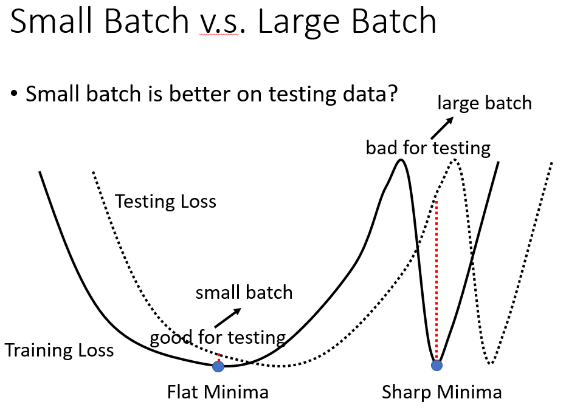 Small Batch v.s. Large Batch
• Small batch is better on testing data?
large batch
bad for testing
Testing Loss
small batch
good for testing
Training Loss
Flat Minima
Sharp Minima